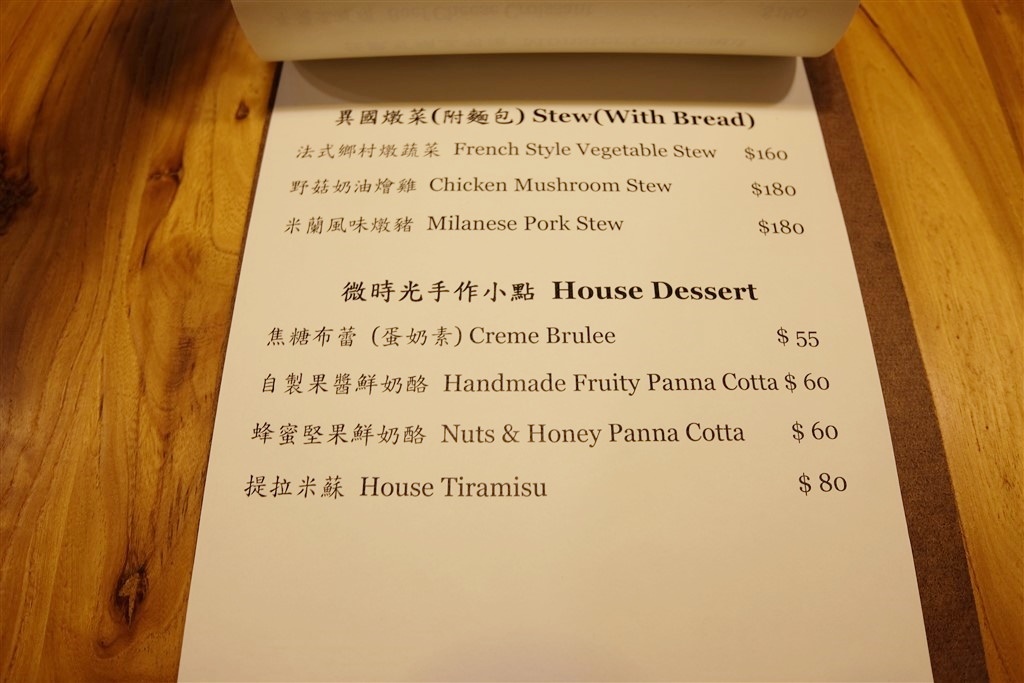 異國燉菜(附麵包) Stew(With Bread)
法式鄉村燉蔬菜 French Style Vegetable Stew $160
野菇奶油燴雞 Chicken Mushroom Stew $180
米蘭風味燉豬 Milanese Pork Stew $180
微時光手作小點 House Dessert
焦糖布蕾 (蛋奶素) Creme Brulee $ 55
自製果醬鮮奶酪 Handmade Fruity Panna Cotta $ 60
蜂蜜堅果鮮奶酪 Nuts & Honey Panna Cotta $ 60
提拉米蘇 House Tiramisu $ 80